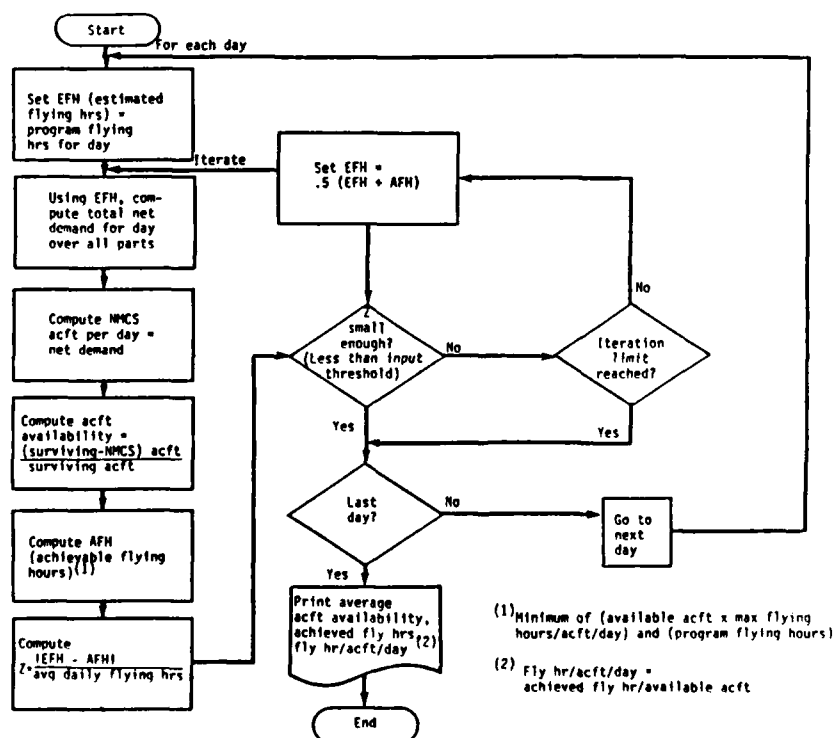 Start
For each day
Set EFH (estimated
flying hrs) =
program flying
hrs for day
Iterate
Set EFH =
.5 (EFH + AFH)
Using EFH, com-
pute total net
demand for day
over all parts
Compute NMCS
acft per day =
net demand
Compute acft
availability =
(surviving-NMCS) acft
surviving acft
Compute AFH
(achievable flying
hours)(1)
Compute
Z=|EFH - AFH|
avg daily flying hrs
Z
small
enough?
(Less than input
threshold)
No
Yes
Iteration
limit
reached?
No
Yes
Last
day?
No
Yes
Go to
next
day
Print average
acft availability,
achieved fly hrs,
fly hr/acft/day(2)
End
(1) Minimum of (available acft x max flying
hours/acft/day) and (program flying hours)
(2) Fly hr/acft/day =
achieved fly hr/available acft